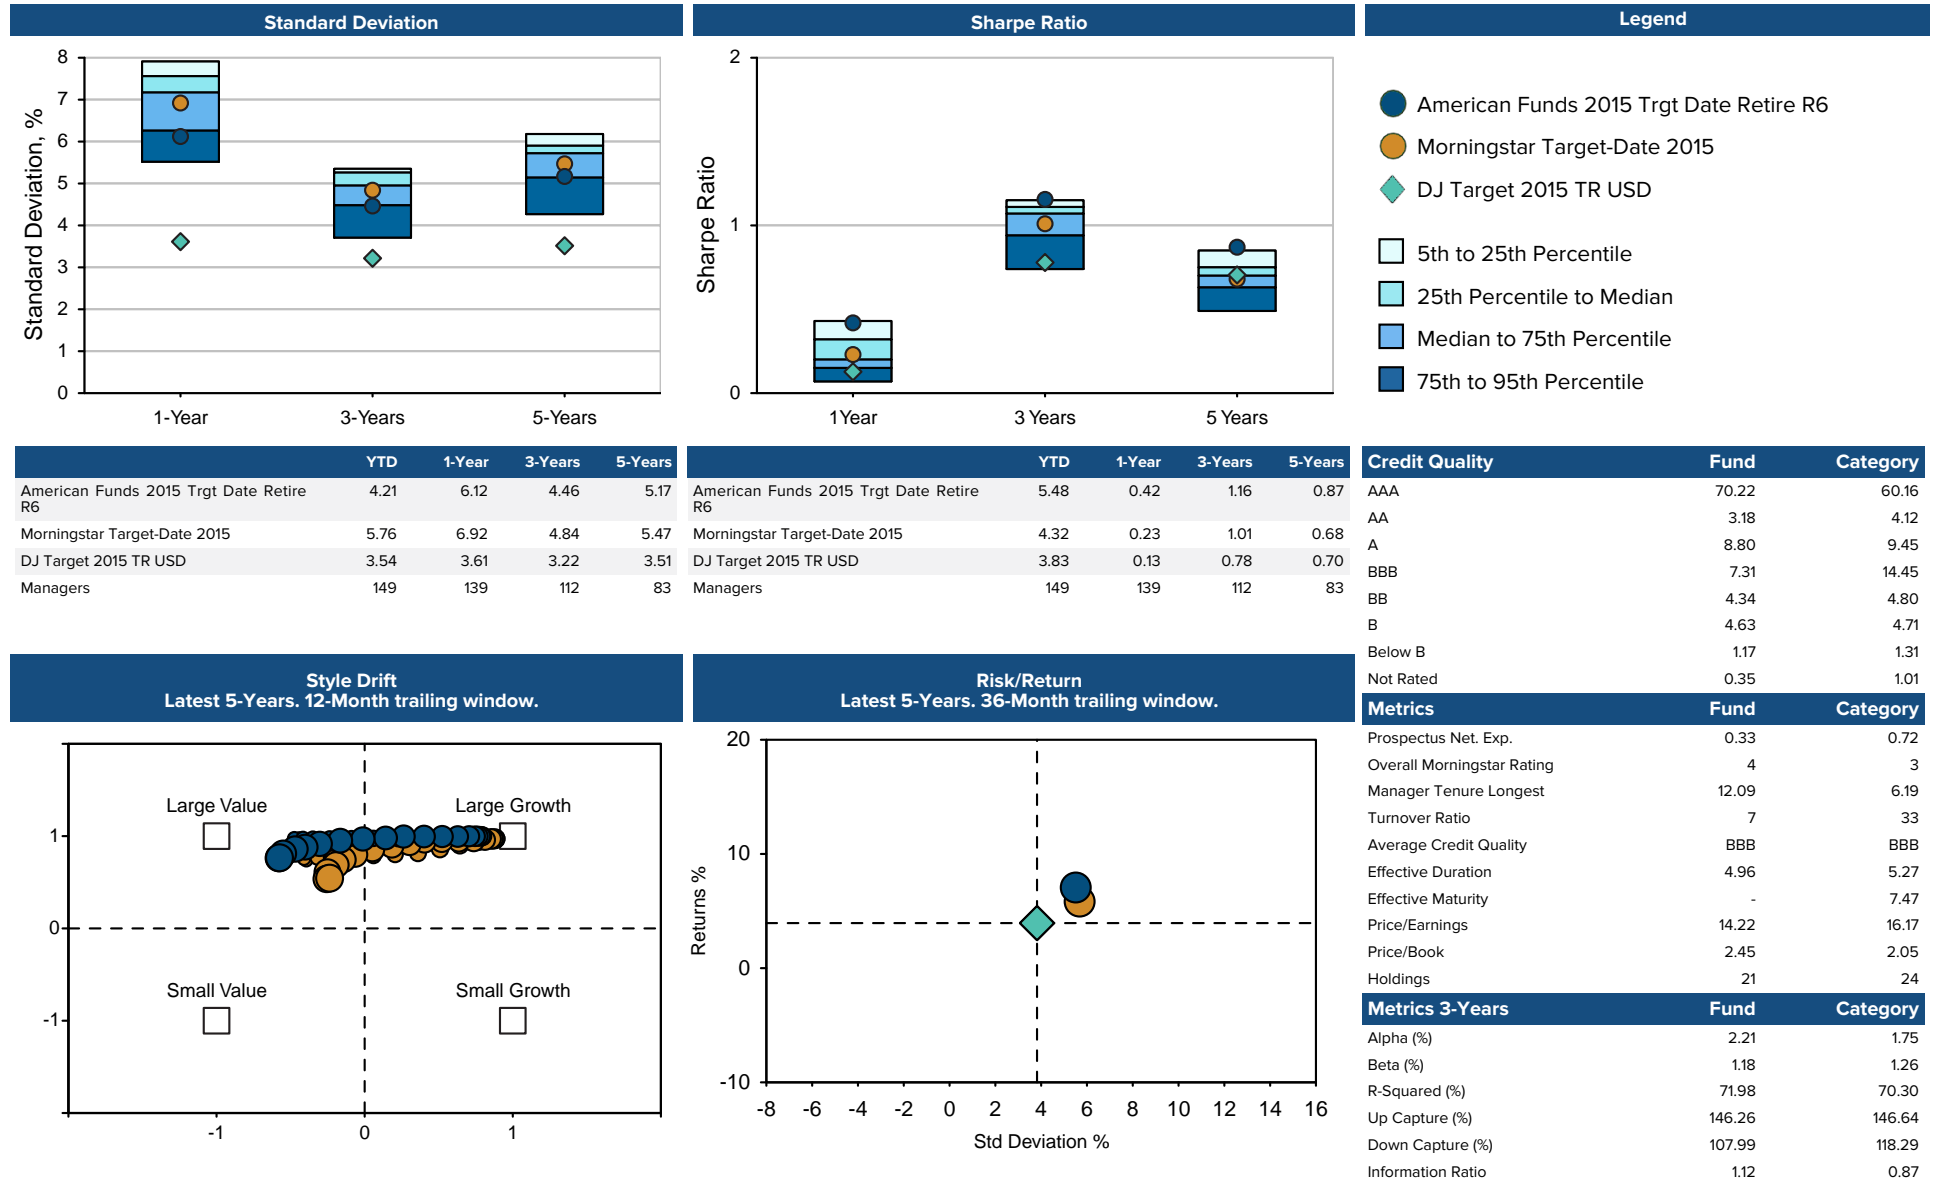 Standard Deviation
8
7
6
5
4
3
2
1
0
Standard Deviation, %
1-Year 3-Years 5-Years
Sharpe Ratio
2
1
0
Sharpe Ratio
1 Year 3 Years 5 Years
Legend
American Funds 2015 Trgt Date Retire R6
Morningstar Target-Date 2015
DJ Target 2015 TR USD
5th to 25th Percentile
25th Percentile to Median
Median to 75th Percentile
75th to 95th Percentile
YTD 1-Year 3-Years 5-Years
American Funds 2015 Trgt Date Retire 4.21 6.12 4.46 5.17
R6
Morningstar Target-Date 2015 5.76 6.92 4.84 5.47
DJ Target 2015 TR USD 3.54 3.61 3.22 3.51
Managers 149 139 112 83
YTD 1-Year 3-Years 5-Years
American Funds 2015 Trgt Date Retire 5.48 0.42 1.16 0.87
R6
Morningstar Target-Date 2015 4.32 0.23 1.01 0.68
DJ Target 2015 TR USD 3.83 0.13 0.78 0.70
Managers 149 139 112 83
Credit Quality Fund Category
AAA 70.22 60.16
AA 3.18 4.12
A 8.80 9.45
BBB 7.31 14.45
BB 4.34 4.80
B 4.63 4.71
Below B 1.17 1.31
Not Rated 0.35 1.01
Metrics Fund Category
Prospectus Net. Exp. 0.33 0.72
Overall Morningstar Rating 4 3
Manager Tenure Longest 12.09 6.19
Turnover Ratio 7 33
Average Credit Quality BBB BBB
Effective Duration 4.96 5.27
Effective Maturity - 7.47
Price/Earnings 14.22 16.17
Price/Book 2.45 2.05
Holdings 21 24
Metrics 3-Years Fund Category
Alpha (%) 2.21 1.75
Beta (%) 1.18 1.26
R-Squared (%) 71.98 70.30
Up Capture (%) 146.26 146.64
Down Capture (%) 107.99 118.29
Information Ratio 1.12 0.87
Style Drift
Latest 5-Years. 12-Month trailing window.
Large Value Large Growth
1
0
Small Value Small Growth
-1
-1 0 1
Risk/Return
Latest 5-Years. 36-Month trailing window.
20
10
0
-10
Returns %
-8 -6 -4 -2 0 2 4 6 8 10 12 14 16
Std Deviation %